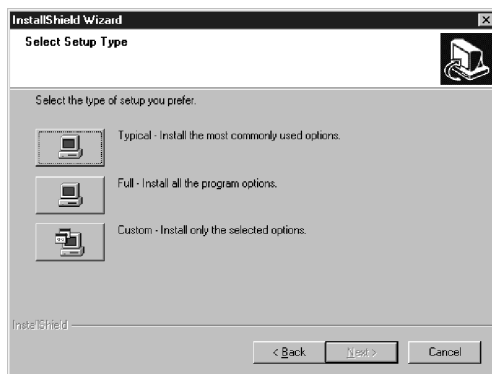 InstallShield Wizard
Select Setup Type
Select the type of setup you prefer.
Typical - Install the most commonly used options.
Full - Install all the program options.
Custom - Install only the selected options.
InstallShield
< Back
Next >
Cancel